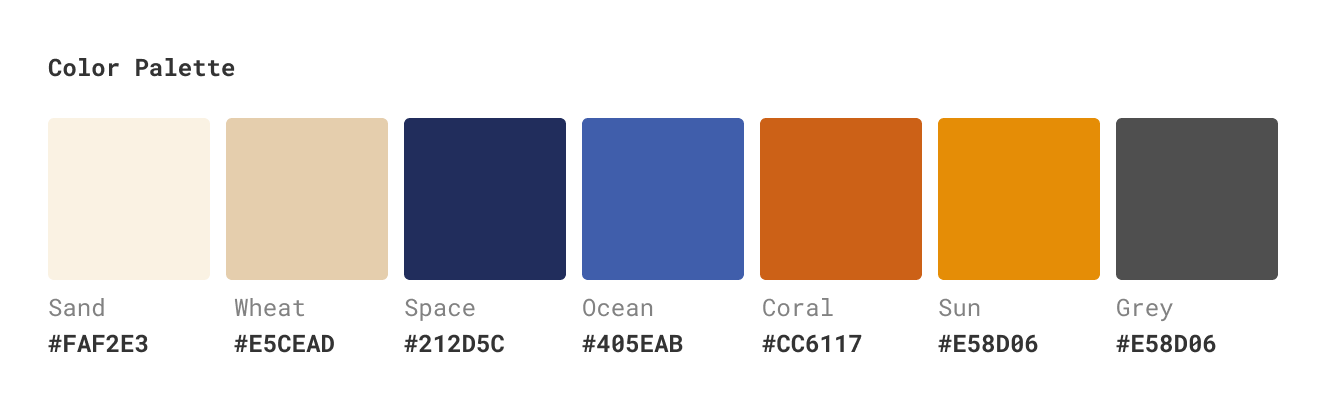 Color Palette
Sand
#FAF2E3
Wheat
#E5CEAD
Space
#212D5C
Ocean
#405EAB
Coral
#CC6117
Sun
#E58D06
Grey
#E58D06